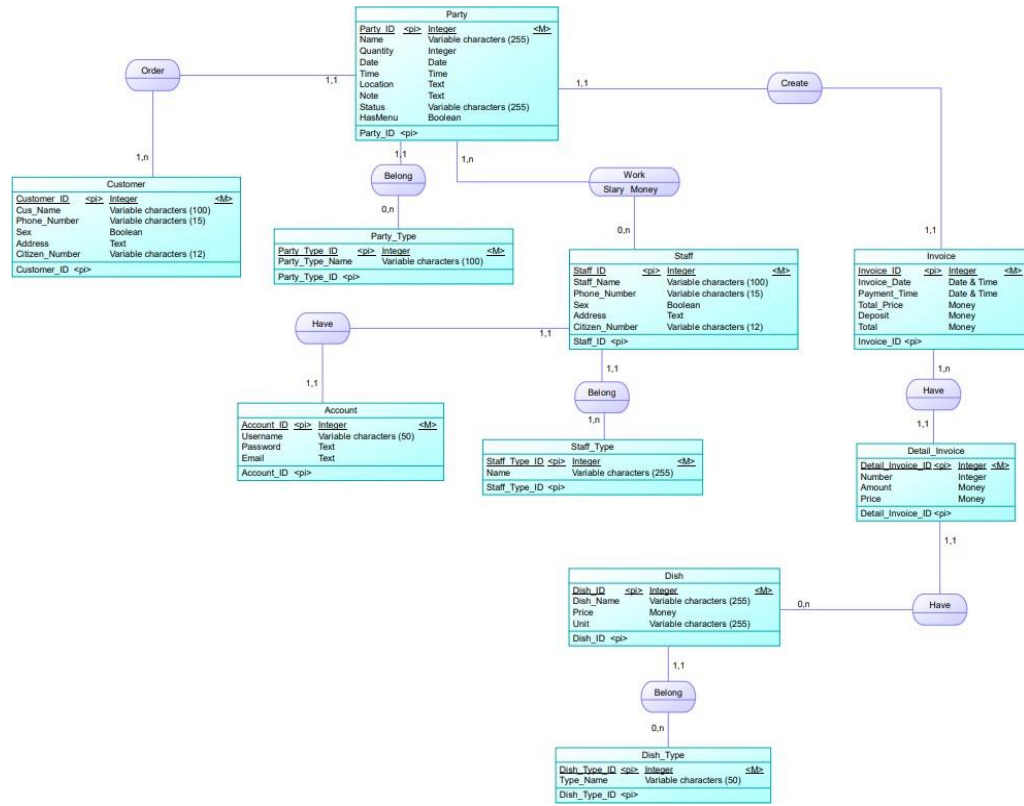 Party
Party_ID <pi> Integer <M>
Name Variable characters (255)
Quantity Integer
Date Date
Time Time
Location Text
Note Text
Status Variable characters (255)
HasMenu Boolean
Party_ID <pi>
Order
1,1
1,n
1,1
Create
1,1
Customer
Customer_ID <pi> Integer <M>
Cus_Name Variable characters (100)
Phone_Number Variable characters (15)
Sex Boolean
Address Text
Citizen_Number Variable characters (12)
Customer_ID <pi>
1,1
Belong
0,n
Party_Type
Party_Type_ID <pi> Integer <M>
Party_Type_Name Variable characters (100)
Party_Type_ID <pi>
1,n
Work
Slary Money
0,n
Staff
Staff_ID <pi> Integer <M>
Staff_Name Variable characters (100)
Phone_Number Variable characters (15)
Sex Boolean
Address Text
Citizen_Number Variable characters (12)
Staff_ID <pi>
Invoice
Invoice_ID <pi> Integer <M>
Invoice_Date Date & Time
Payment_Time Date & Time
Total_Price Money
Deposit Money
Total Money
Invoice_ID <pi>
Have
1,1
1,1
Account
Account_ID <pi> Integer <M>
Username Variable characters (50)
Password Text
Email Text
Account_ID <pi>
1,1
Belong
1,n
Staff_Type
Staff_Type_ID <pi> Integer <M>
Name Variable characters (255)
Staff_Type_ID <pi>
1,n
Have
1,1
Detail_Invoice
Detail_Invoice_ID <pi> Integer <M>
Number Integer
Amount Money
Price Money
Detail_Invoice_ID <pi>
1,1
Have
0,n
Dish
Dish_ID <pi> Integer <M>
Dish_Name Variable characters (255)
Price Money
Unit Variable characters (255)
Dish_ID <pi>
1,1
Belong
0,n
Dish_Type
Dish_Type_ID <pi> Integer <M>
Type_Name Variable characters (50)
Dish_Type_ID <pi>